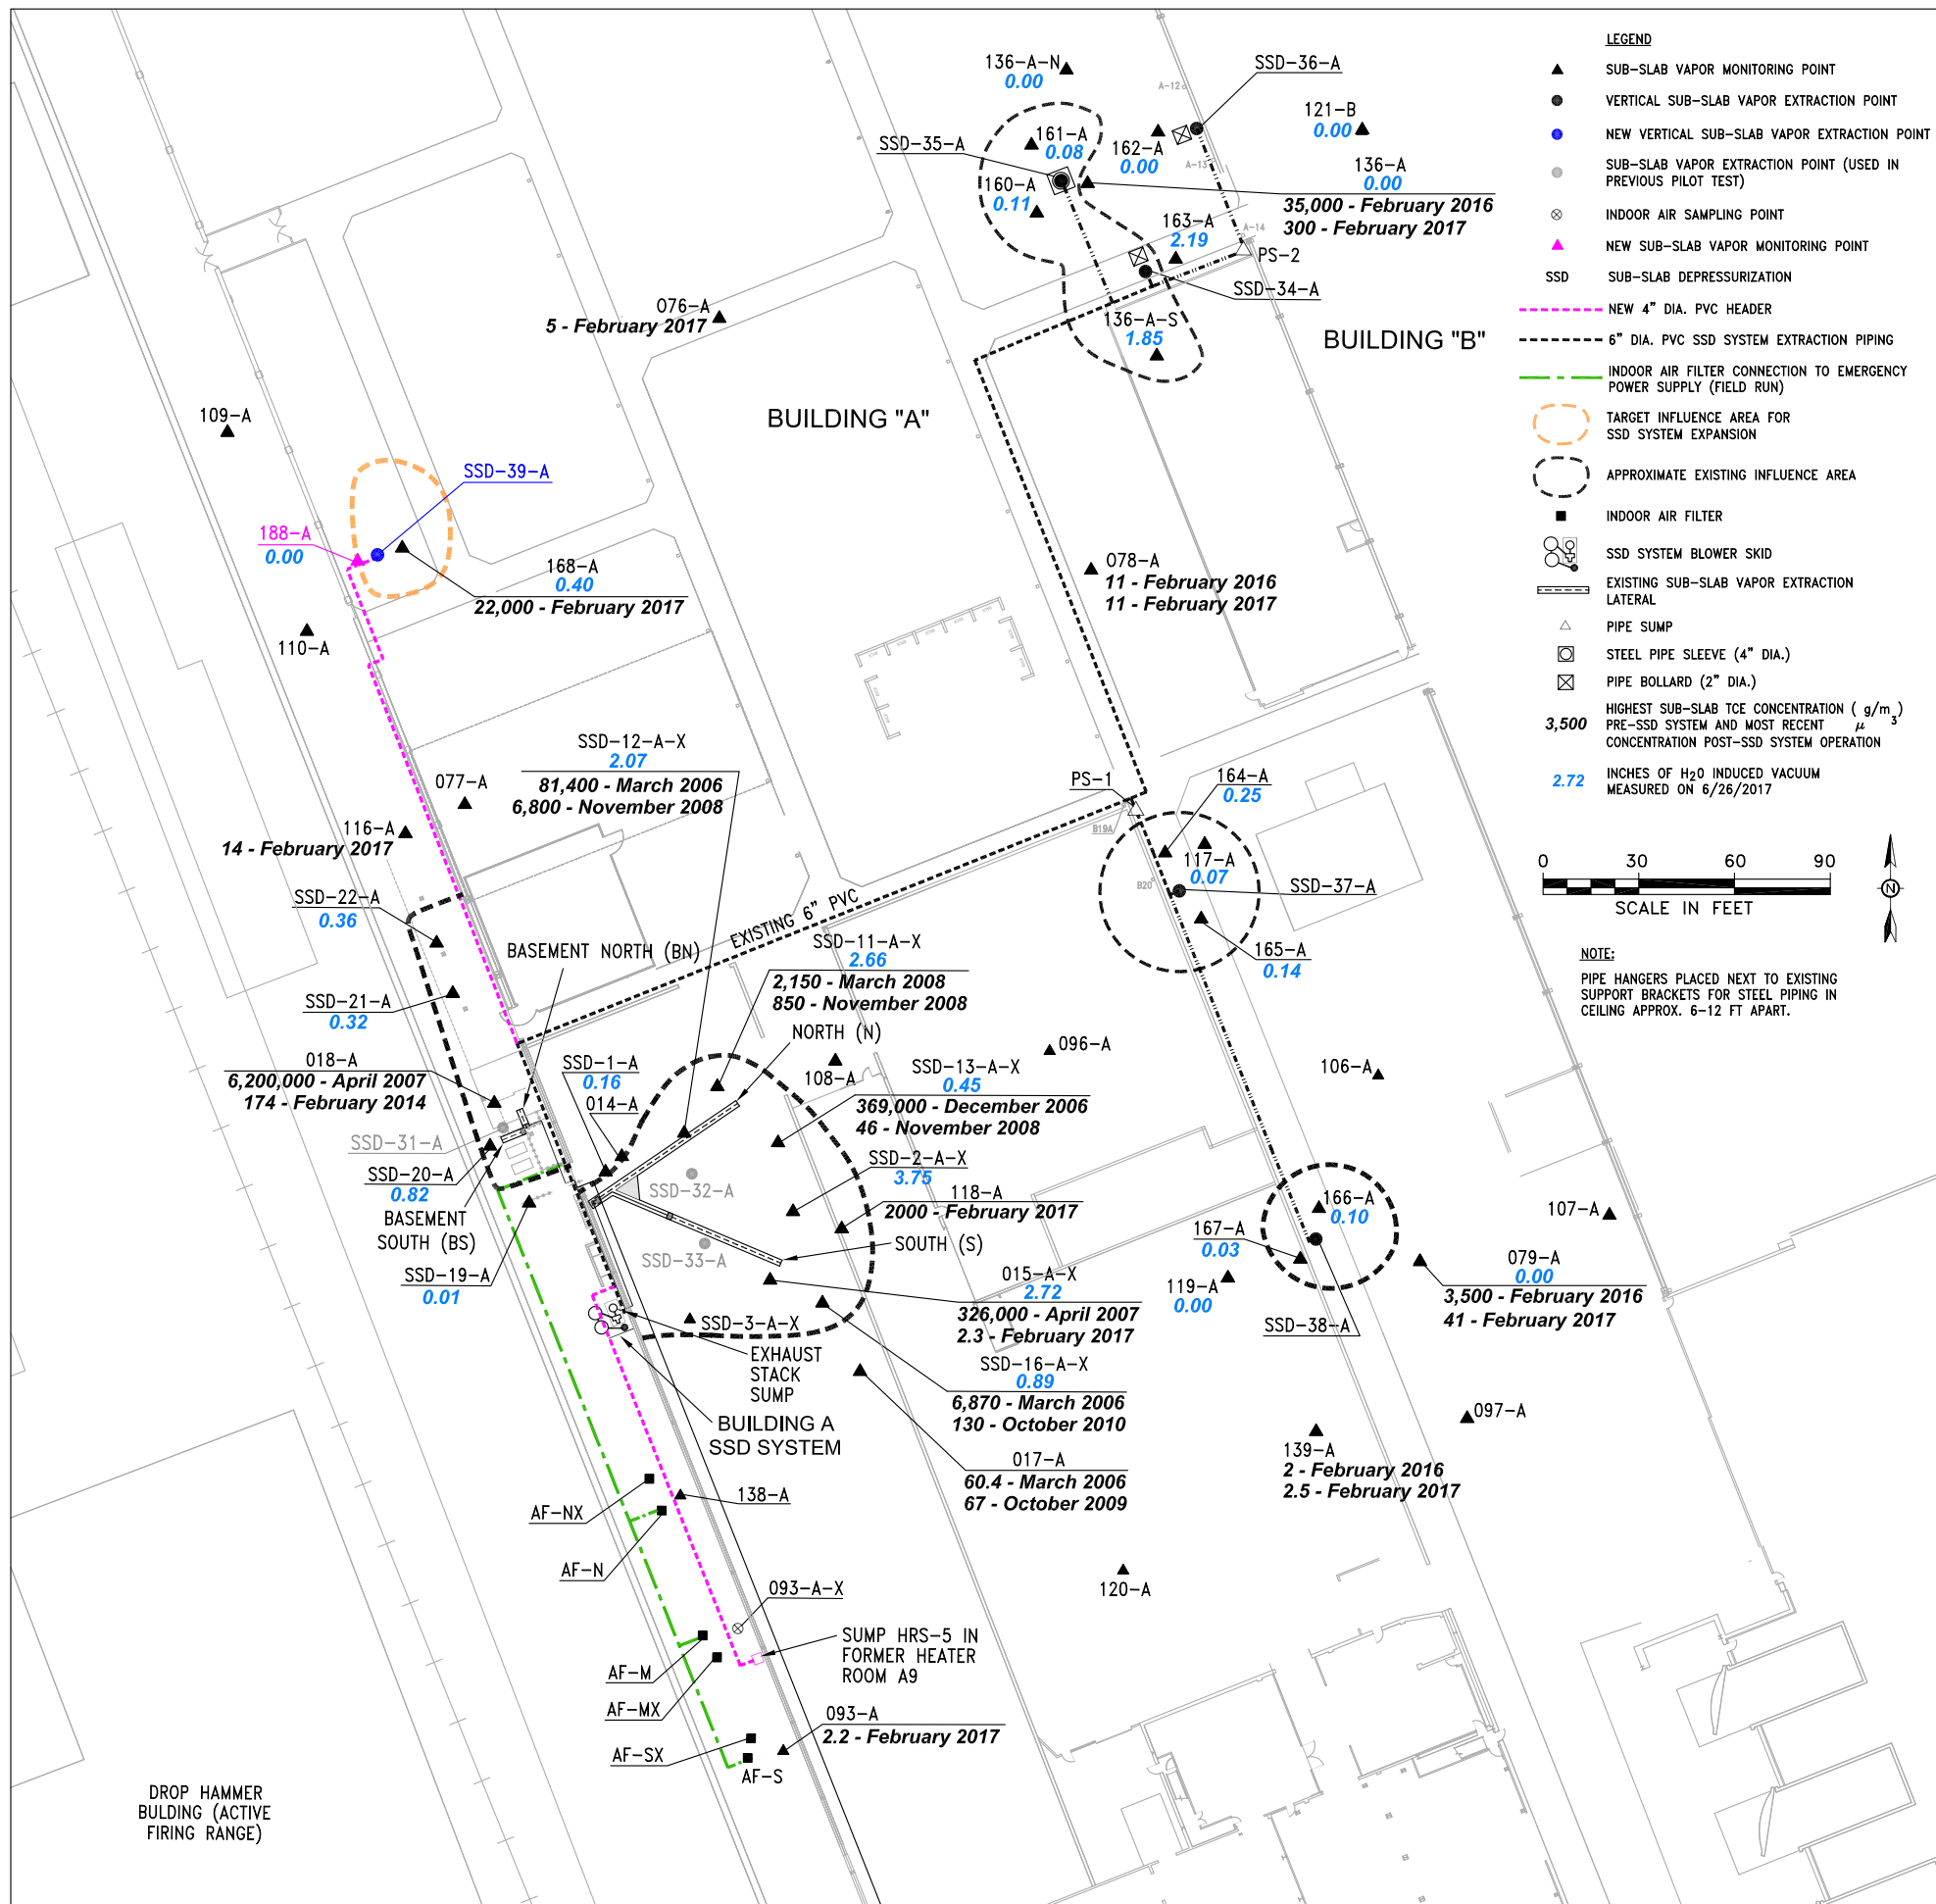 LEGEND
SUB-SLAB VAPOR MONITORING POINT
VERTICAL SUB-SLAB VAPOR EXTRACTION POINT
NEW VERTICAL SUB-SLAB VAPOR EXTRACTION POINT
SUB-SLAB VAPOR EXTRACTION POINT (USED IN
PREVIOUS PILOT TEST)
INDOOR AIR SAMPLING POINT
NEW SUB-SLAB VAPOR MONITORING POINT
SSD SUB-SLAB DEPRESSURIZATION
NEW 4" DIA. PVC HEADER
6" DIA. PVC SSD SYSTEM EXTRACTION PIPING
INDOOR AIR FILTER CONNECTION TO EMERGENCY
POWER SUPPLY (FIELD RUN)
TARGET INFLUENCE AREA FOR
SSD SYSTEM EXPANSION
APPROXIMATE EXISTING INFLUENCE AREA
INDOOR AIR FILTER
SSD SYSTEM BLOWER SKID
EXISTING SUB-SLAB VAPOR EXTRACTION
LATERAL
PIPE SUMP
STEEL PIPE SLEEVE (4" DIA.)
PIPE BOLLARD (2" DIA.)
3,500 HIGHEST SUB-SLAB TCE CONCENTRATION ( g/m3)
PRE-SSD SYSTEM AND MOST RECENT μ
CONCENTRATION POST-SSD SYSTEM OPERATION
2.72 INCHES OF H2O INDUCED VACUUM
MEASURED ON 6/26/2017
0 30 60 90
SCALE IN FEET
N
NOTE:
PIPE HANGERS PLACED NEXT TO EXISTING
SUPPORT BRACKETS FOR STEEL PIPING IN
CEILING APPROX. 6-12 FT APART.
136-A-N
0.00
SSD-36-A
A-12
121-B
0.00
SSD-35-A
161-A
0.08
162-A
0.00
A-13
136-A
0.00
35,000 - February 2016
300 - February 2017
160-A
0.11
163-A
2.19
A-14
PS-2
SSD-34-A
136-A-S
1.85
BUILDING "B"
076-A
5 - February 2017
BUILDING "A"
109-A
SSD-39-A
188-A
0.00
168-A
0.40
22,000 - February 2017
110-A
078-A
11 - February 2016
11 - February 2017
SSD-12-A-X
2.07
81,400 - March 2006
6,800 - November 2008
077-A
116-A
14 - February 2017
PS-1
164-A
0.25
B19A
117-A
0.07
B20
SSD-37-A
165-A
0.14
SSD-22-A
0.36
EXISTING 6" PVC
BASEMENT NORTH (BN)
SSD-11-A-X
2.66
2,150 - March 2008
850 - November 2008
SSD-21-A
0.32
NORTH (N)
018-A
6,200,000 - April 2007
174 - February 2014
SSD-1-A
0.16
014-A
108-A
096-A
106-A
SSD-13-A-X
0.45
369,000 - December 2006
46 - November 2008
SSD-31-A
SSD-2-A-X
3.75
SSD-20-A
0.82
BASEMENT
SOUTH (BS)
SSD-32-A
118-A
2000 - February 2017
SOUTH (S)
SSD-33-A
166-A
0.10
107-A
167-A
0.03
SSD-19-A
0.01
015-A-X
2.72
326,000 - April 2007
2.3 - February 2017
119-A
0.00
079-A
0.00
3,500 - February 2016
41 - February 2017
SSD-38-A
SSD-3-A-X
EXHAUST
STACK
SUMP
SSD-16-A-X
0.89
6,870 - March 2006
130 - October 2010
BUILDING A
SSD SYSTEM
097-A
139-A
2 - February 2016
2.5 - February 2017
017-A
60.4 - March 2006
67 - October 2009
138-A
AF-NX
AF-N
120-A
093-A-X
SUMP HRS-5 IN
FORMER HEATER
ROOM A9
AF-M
AF-MX
093-A
2.2 - February 2017
AF-SX
AF-S
DROP HAMMER
BULDING (ACTIVE
FIRING RANGE)